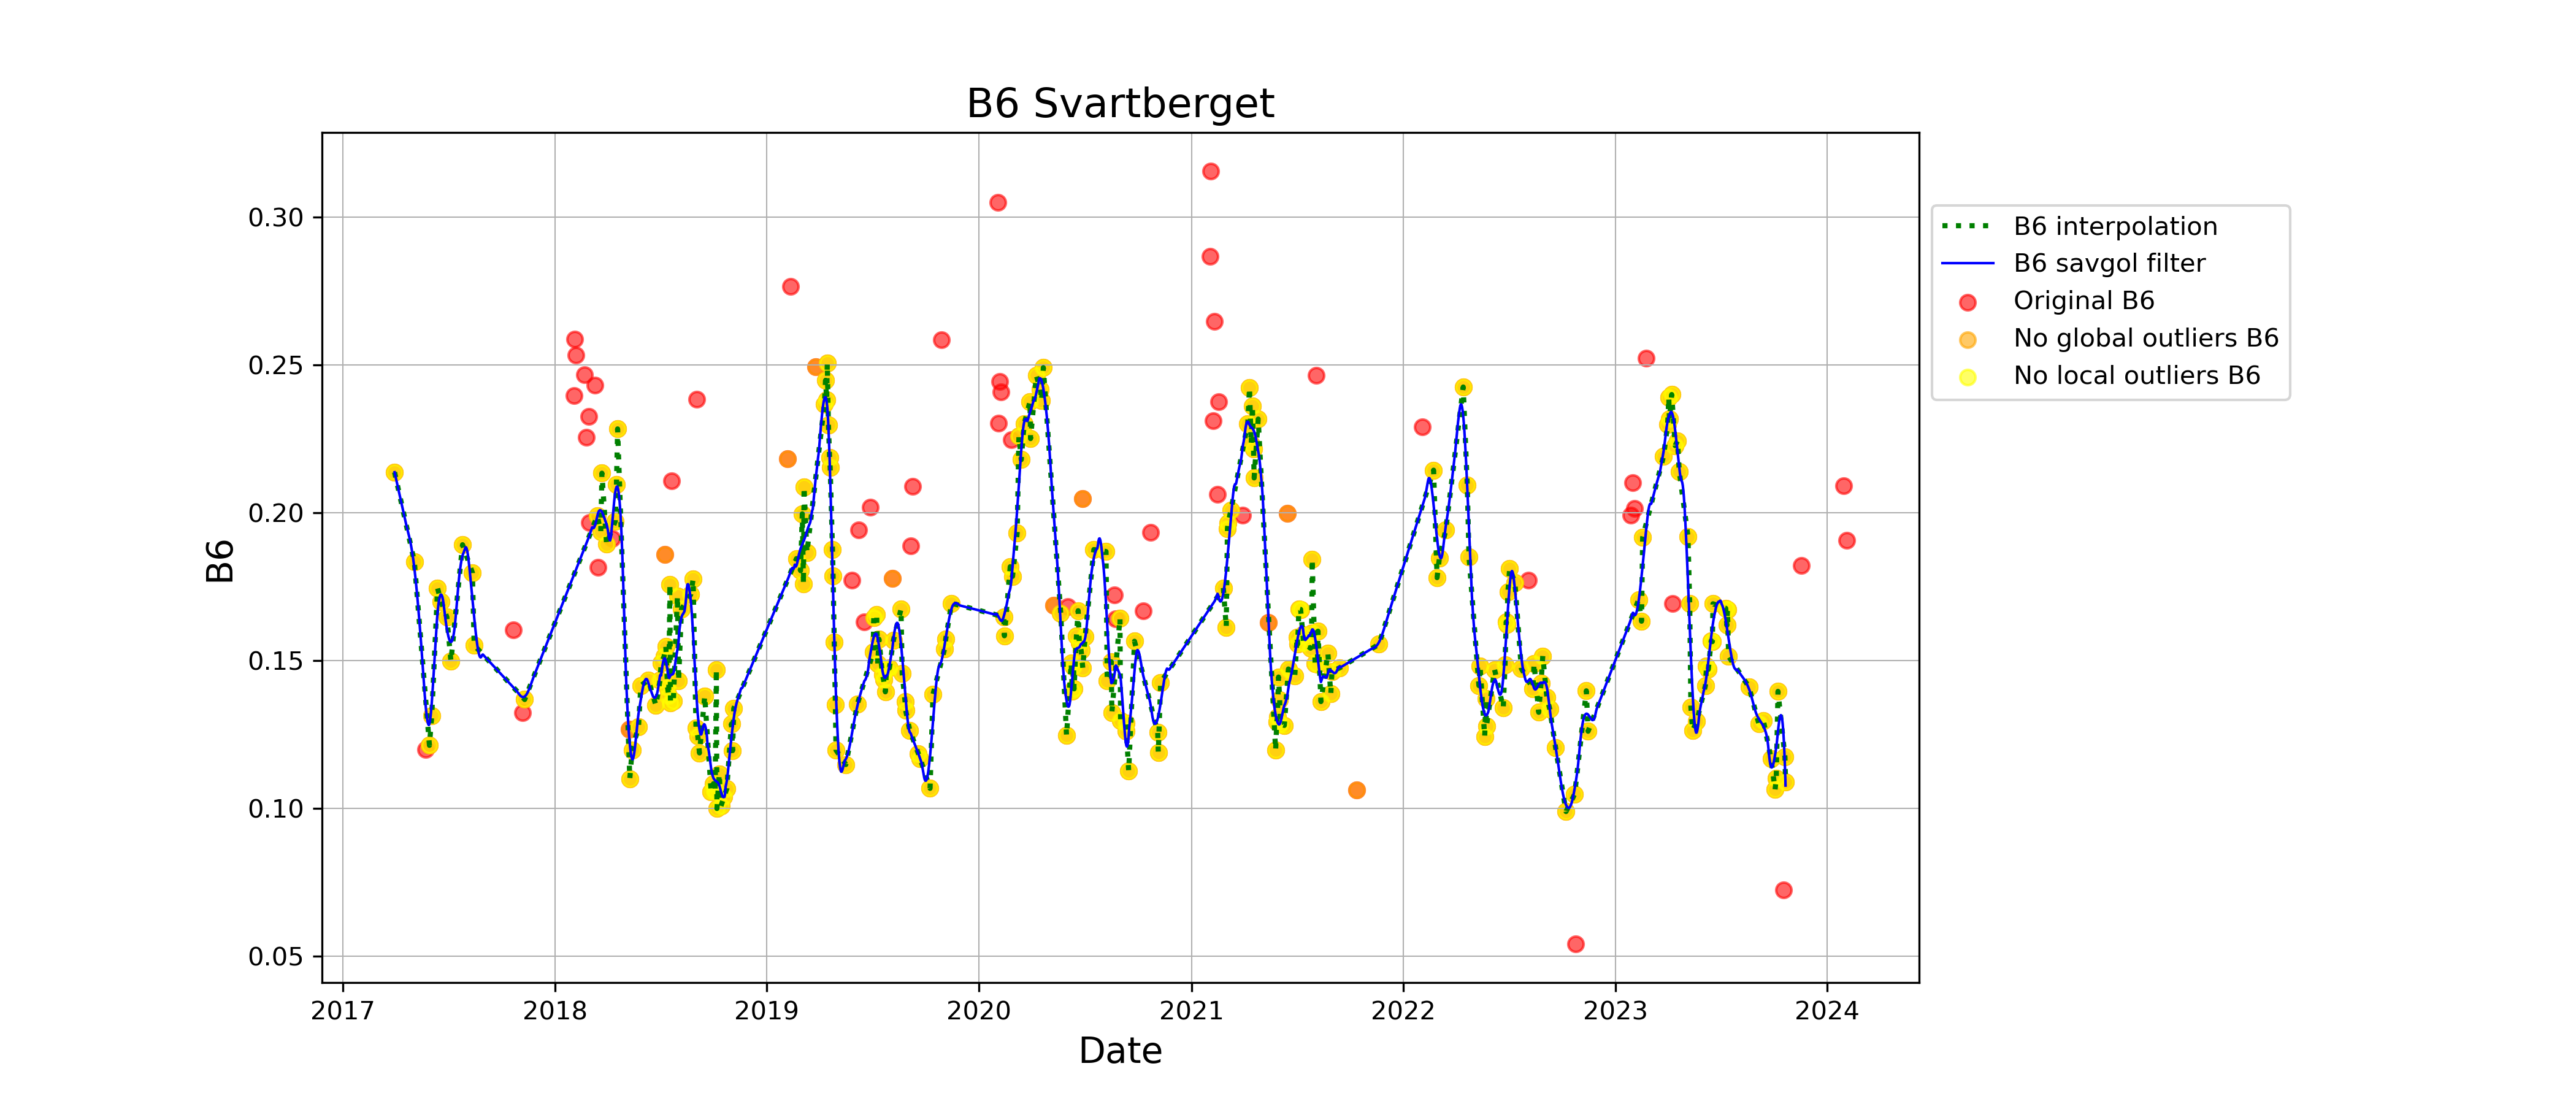 B6 Svartberget
0.30
0.25
0.20
0.15
0.10
0.05
B6
2017 2018 2019 2020 2021 2022 2023 2024
Date
B6 interpolation
B6 savgol filter
Original B6
No global outliers B6
No local outliers B6